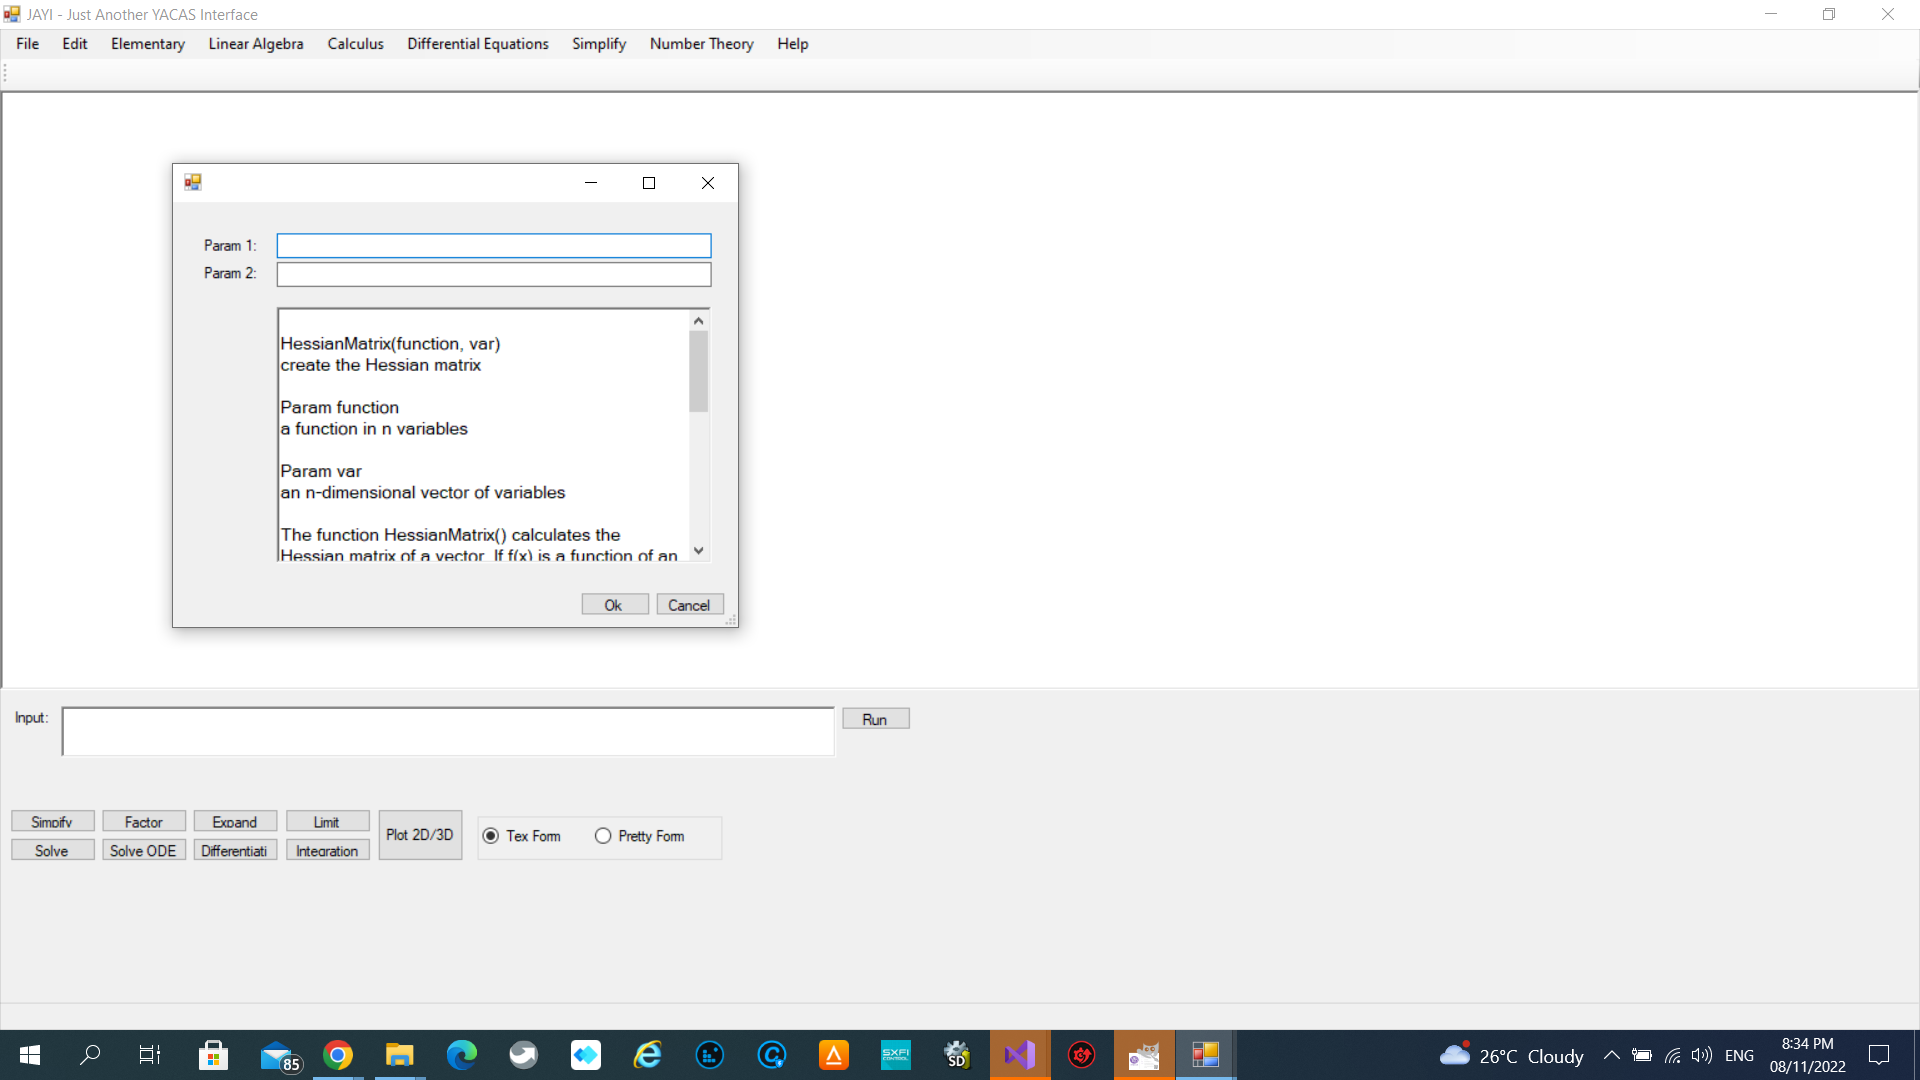 JAYI - Just Another YACAS Interface
File Edit Elementary Linear Algebra Calculus Differential Equations Simplify Number Theory Help
Param 1:
Param 2:
HessianMatrix(function, var)
create the Hessian matrix
Param function
a function in n variables
Param var
an n-dimensional vector of variables
The function HessianMatrix() calculates the
Hessian matrix of a vector. If f(x) is a function of an
Ok Cancel
Input:
Run
Simpify Factor Expand Limit
Plot 2D/3D
Tex Form Pretty Form
Solve Solve ODE Differentiati Integration
85
SXFI
CONTROL
SD
26°C Cloudy
ENG
8:34 PM
08/11/2022